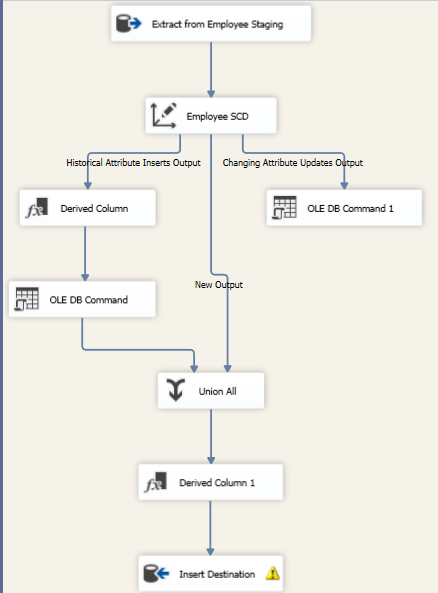 Extract from Employee Staging
Employee SCD
Historical Attribute Inserts Output
Changing Attribute Updates Output
Derived Column
OLE DB Command 1
New Output
OLE DB Command
Union All
Derived Column 1
Insert Destination